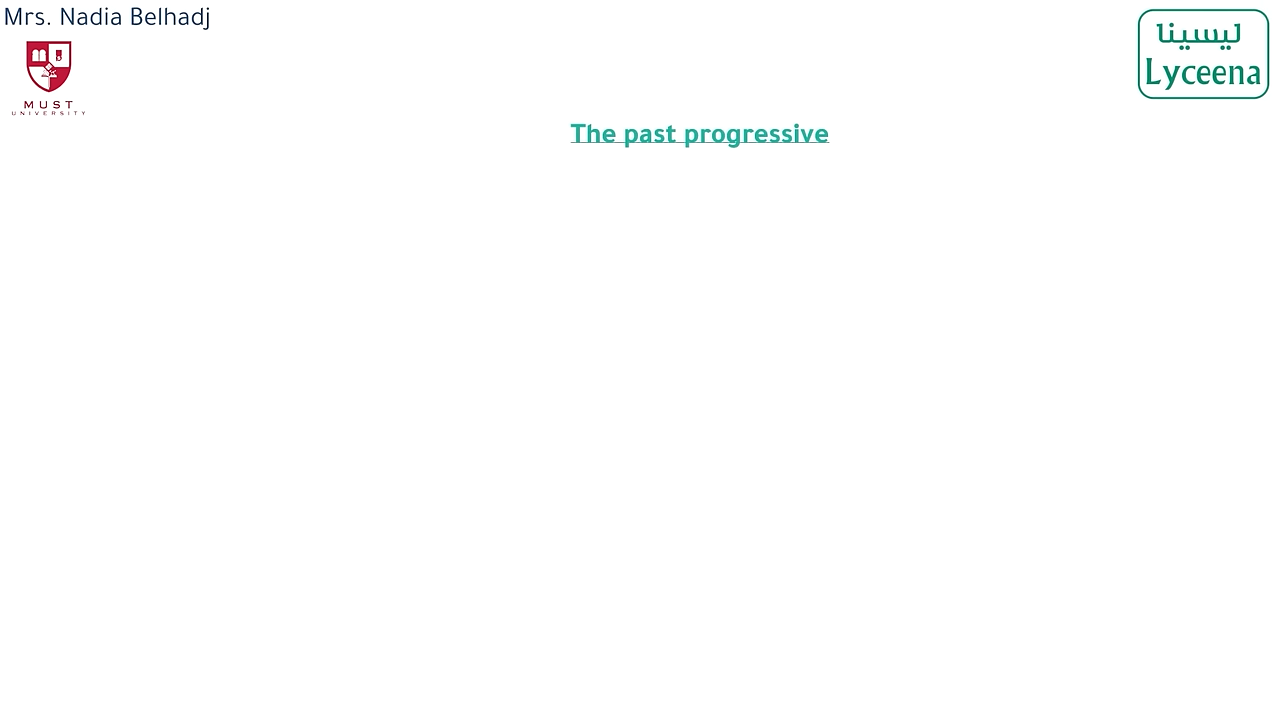 Mrs. Nadia Belhadj
ليسينا
Lyceena
MUST
UNIVERSITY
The past progressive